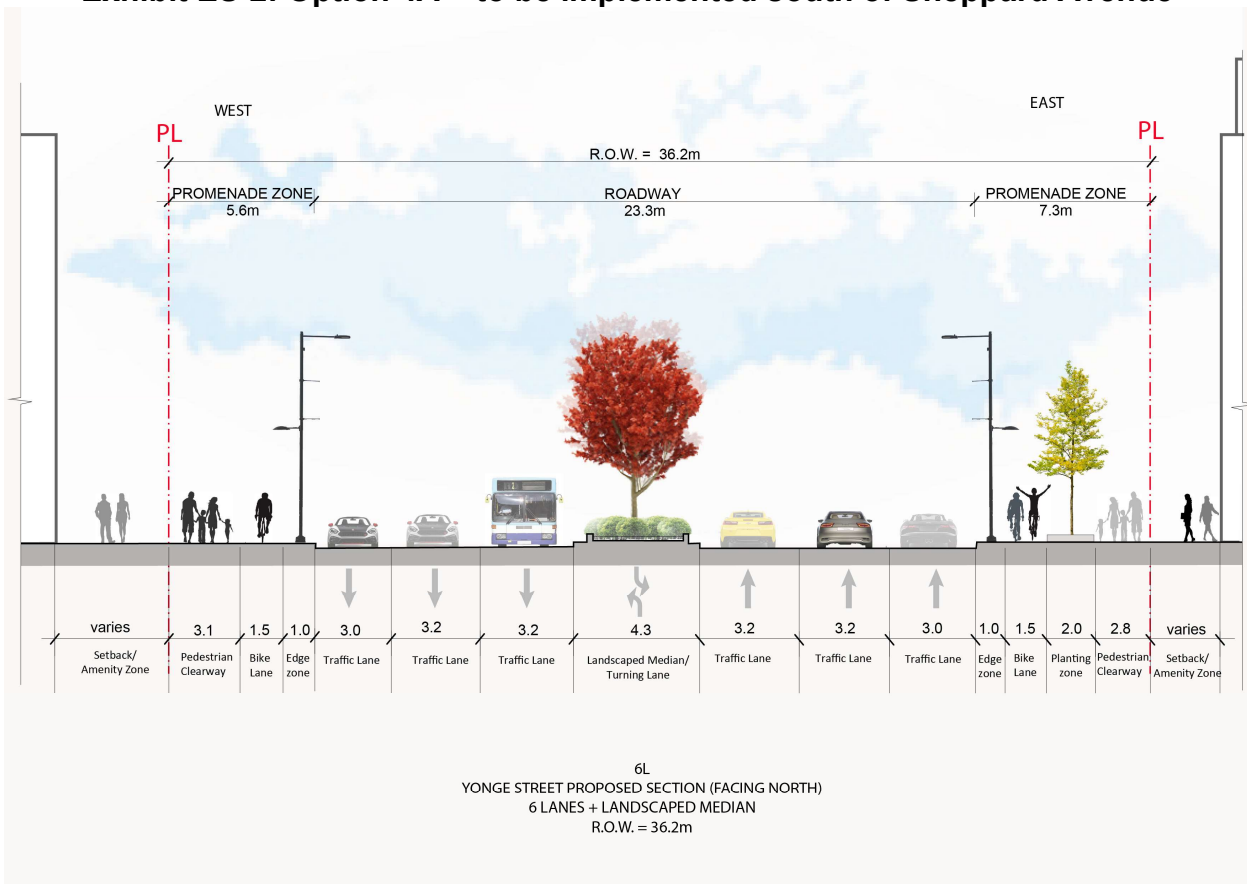 WEST
EAST
PL
PL
R.O.W. = 36.2m
PROMENADE ZONE
5.6m
ROADWAY
23.3m
PROMENADE ZONE
7.3m
varies
3.1
1.5
1.0
3.0
3.2
3.2
4.3
3.2
3.2
3.0
1.0
1.5
2.0
2.8
varies
Setback/
Amenity Zone
Pedestrian
Clearway
Bike
Lane
Edge
zone
Traffic Lane
Traffic Lane
Traffic Lane
Landscaped Median/
Turning Lane
Traffic Lane
Traffic Lane
Traffic Lane
Edge
zone
Bike
Lane
Planting
zone
Pedestrian
Clearway
Setback/
Amenity Zone
6L
YONGE STREET PROPOSED SECTION (FACING NORTH)
6 LANES + LANDSCAPED MEDIAN
R.O.W. = 36.2m